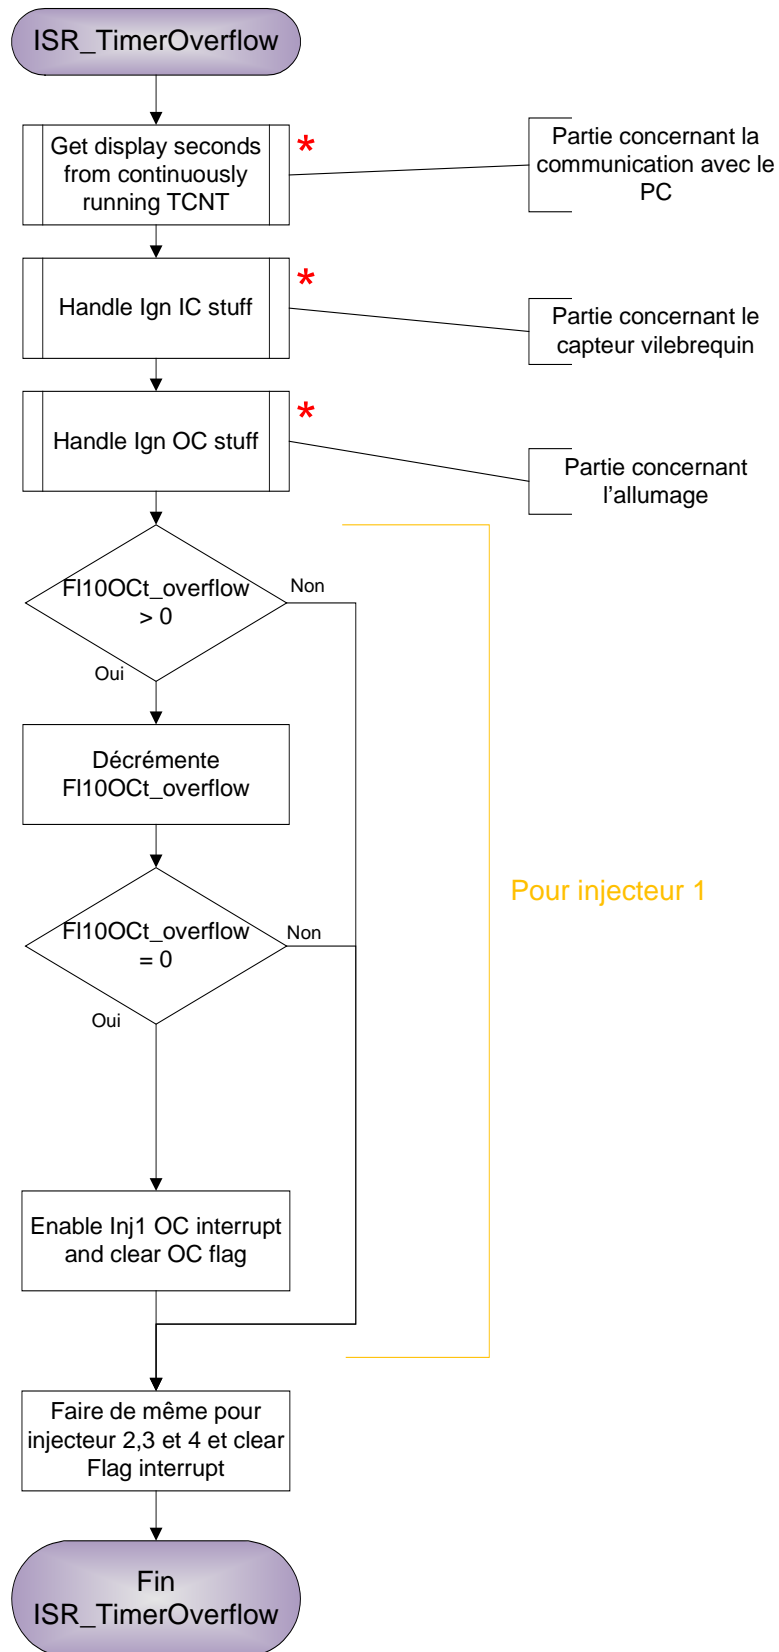 ISR_TimerOverflow
Get display seconds
from continuously
running TCNT
*
Partie concernant la
communication avec le
PC
Handle Ign IC stuff
*
Partie concernant le
capteur vilebrequin
Handle Ign OC stuff
*
Partie concernant
l'allumage
Fl10OCt_overflow
> 0
Non
Oui
Décrémente
Fl10OCt_overflow
Pour injecteur 1
Fl10OCt_overflow
= 0
Non
Oui
Enable Inj1 OC interrupt
and clear OC flag
Faire de même pour
injecteur 2,3 et 4 et clear
Flag interrupt
Fin
ISR_TimerOverflow